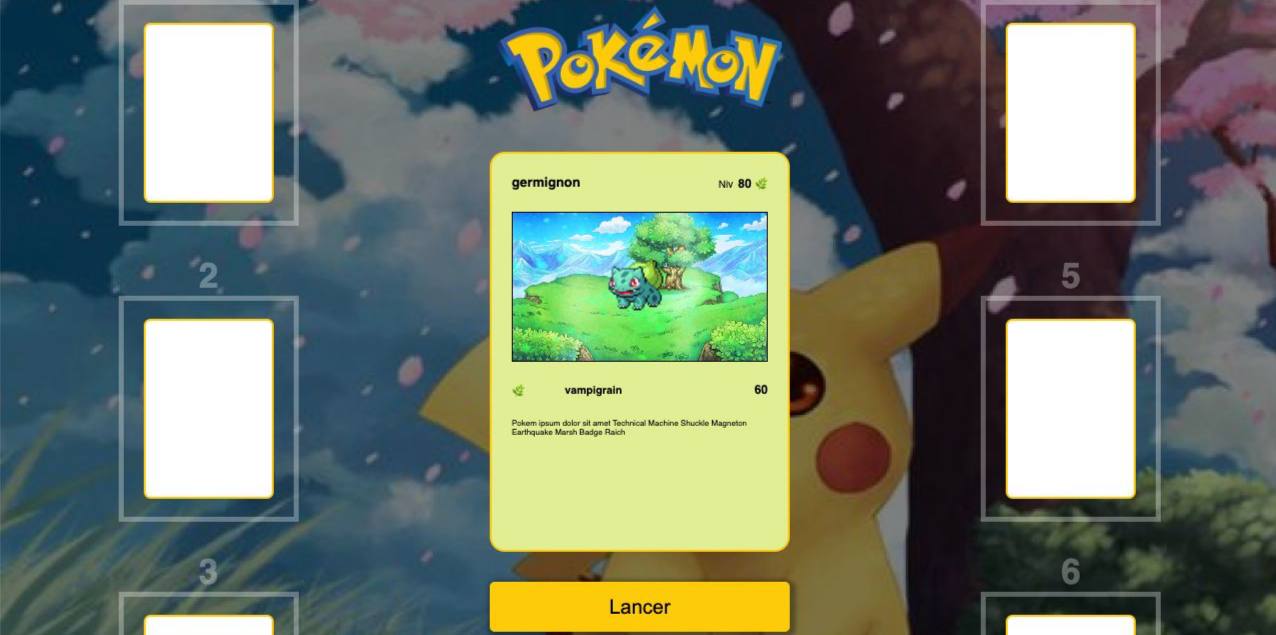 POKéMON
germignon
Niv 80
2
5
vampigrain
60
Pokem ipsum dolor sit amet Technical Machine Shuckle Magneton
Earthquake Marsh Badge Raich
3
6
Lancer